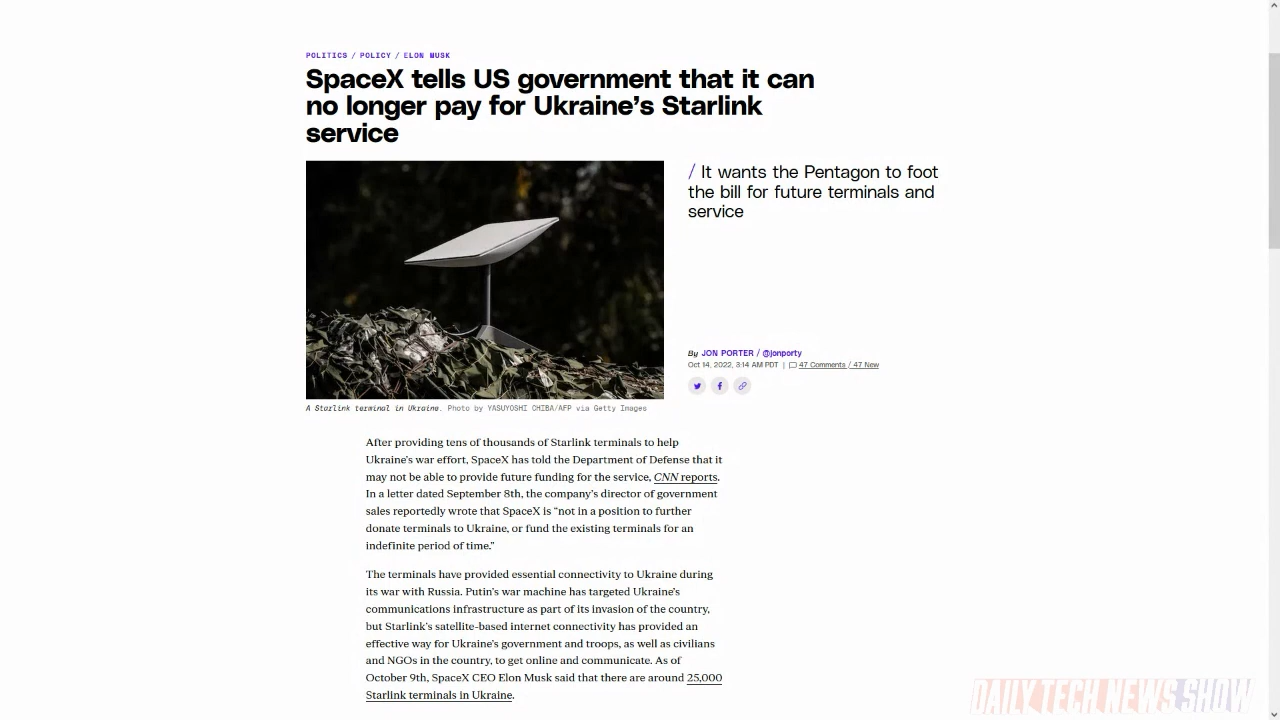 POLITICS / POLICY / ELON MUSK
SpaceX tells US government that it can
no longer pay for Ukraine's Starlink
service
/ It wants the Pentagon to foot
the bill for future terminals and
service
By JON PORTER / @jonporty
Oct 14, 2022, 3:14 AM PDT | 47 Comments / 47 New
A Starlink terminal in Ukraine. Photo by YASUYOSHI CHIBA/AFP via Getty Images
After providing tens of thousands of Starlink terminals to help
Ukraine's war effort, SpaceX has told the Department of Defense that it
may not be able to provide future funding for the service, CNN reports.
In a letter dated September 8th, the company's director of government
sales reportedly wrote that SpaceX is “not in a position to further
donate terminals to Ukraine, or fund the existing terminals for an
indefinite period of time.”
The terminals have provided essential connectivity to Ukraine during
its war with Russia. Putin's war machine has targeted Ukraine's
communications infrastructure as part of its invasion of the country,
but Starlink's satellite-based internet connectivity has provided an
effective way for Ukraine's government and troops, as well as civilians
and NGOs in the country, to get online and communicate. As of
October 9th, SpaceX CEO Elon Musk said that there are around 25,000
Starlink terminals in Ukraine.
DAILY TECH NEWS SHOW